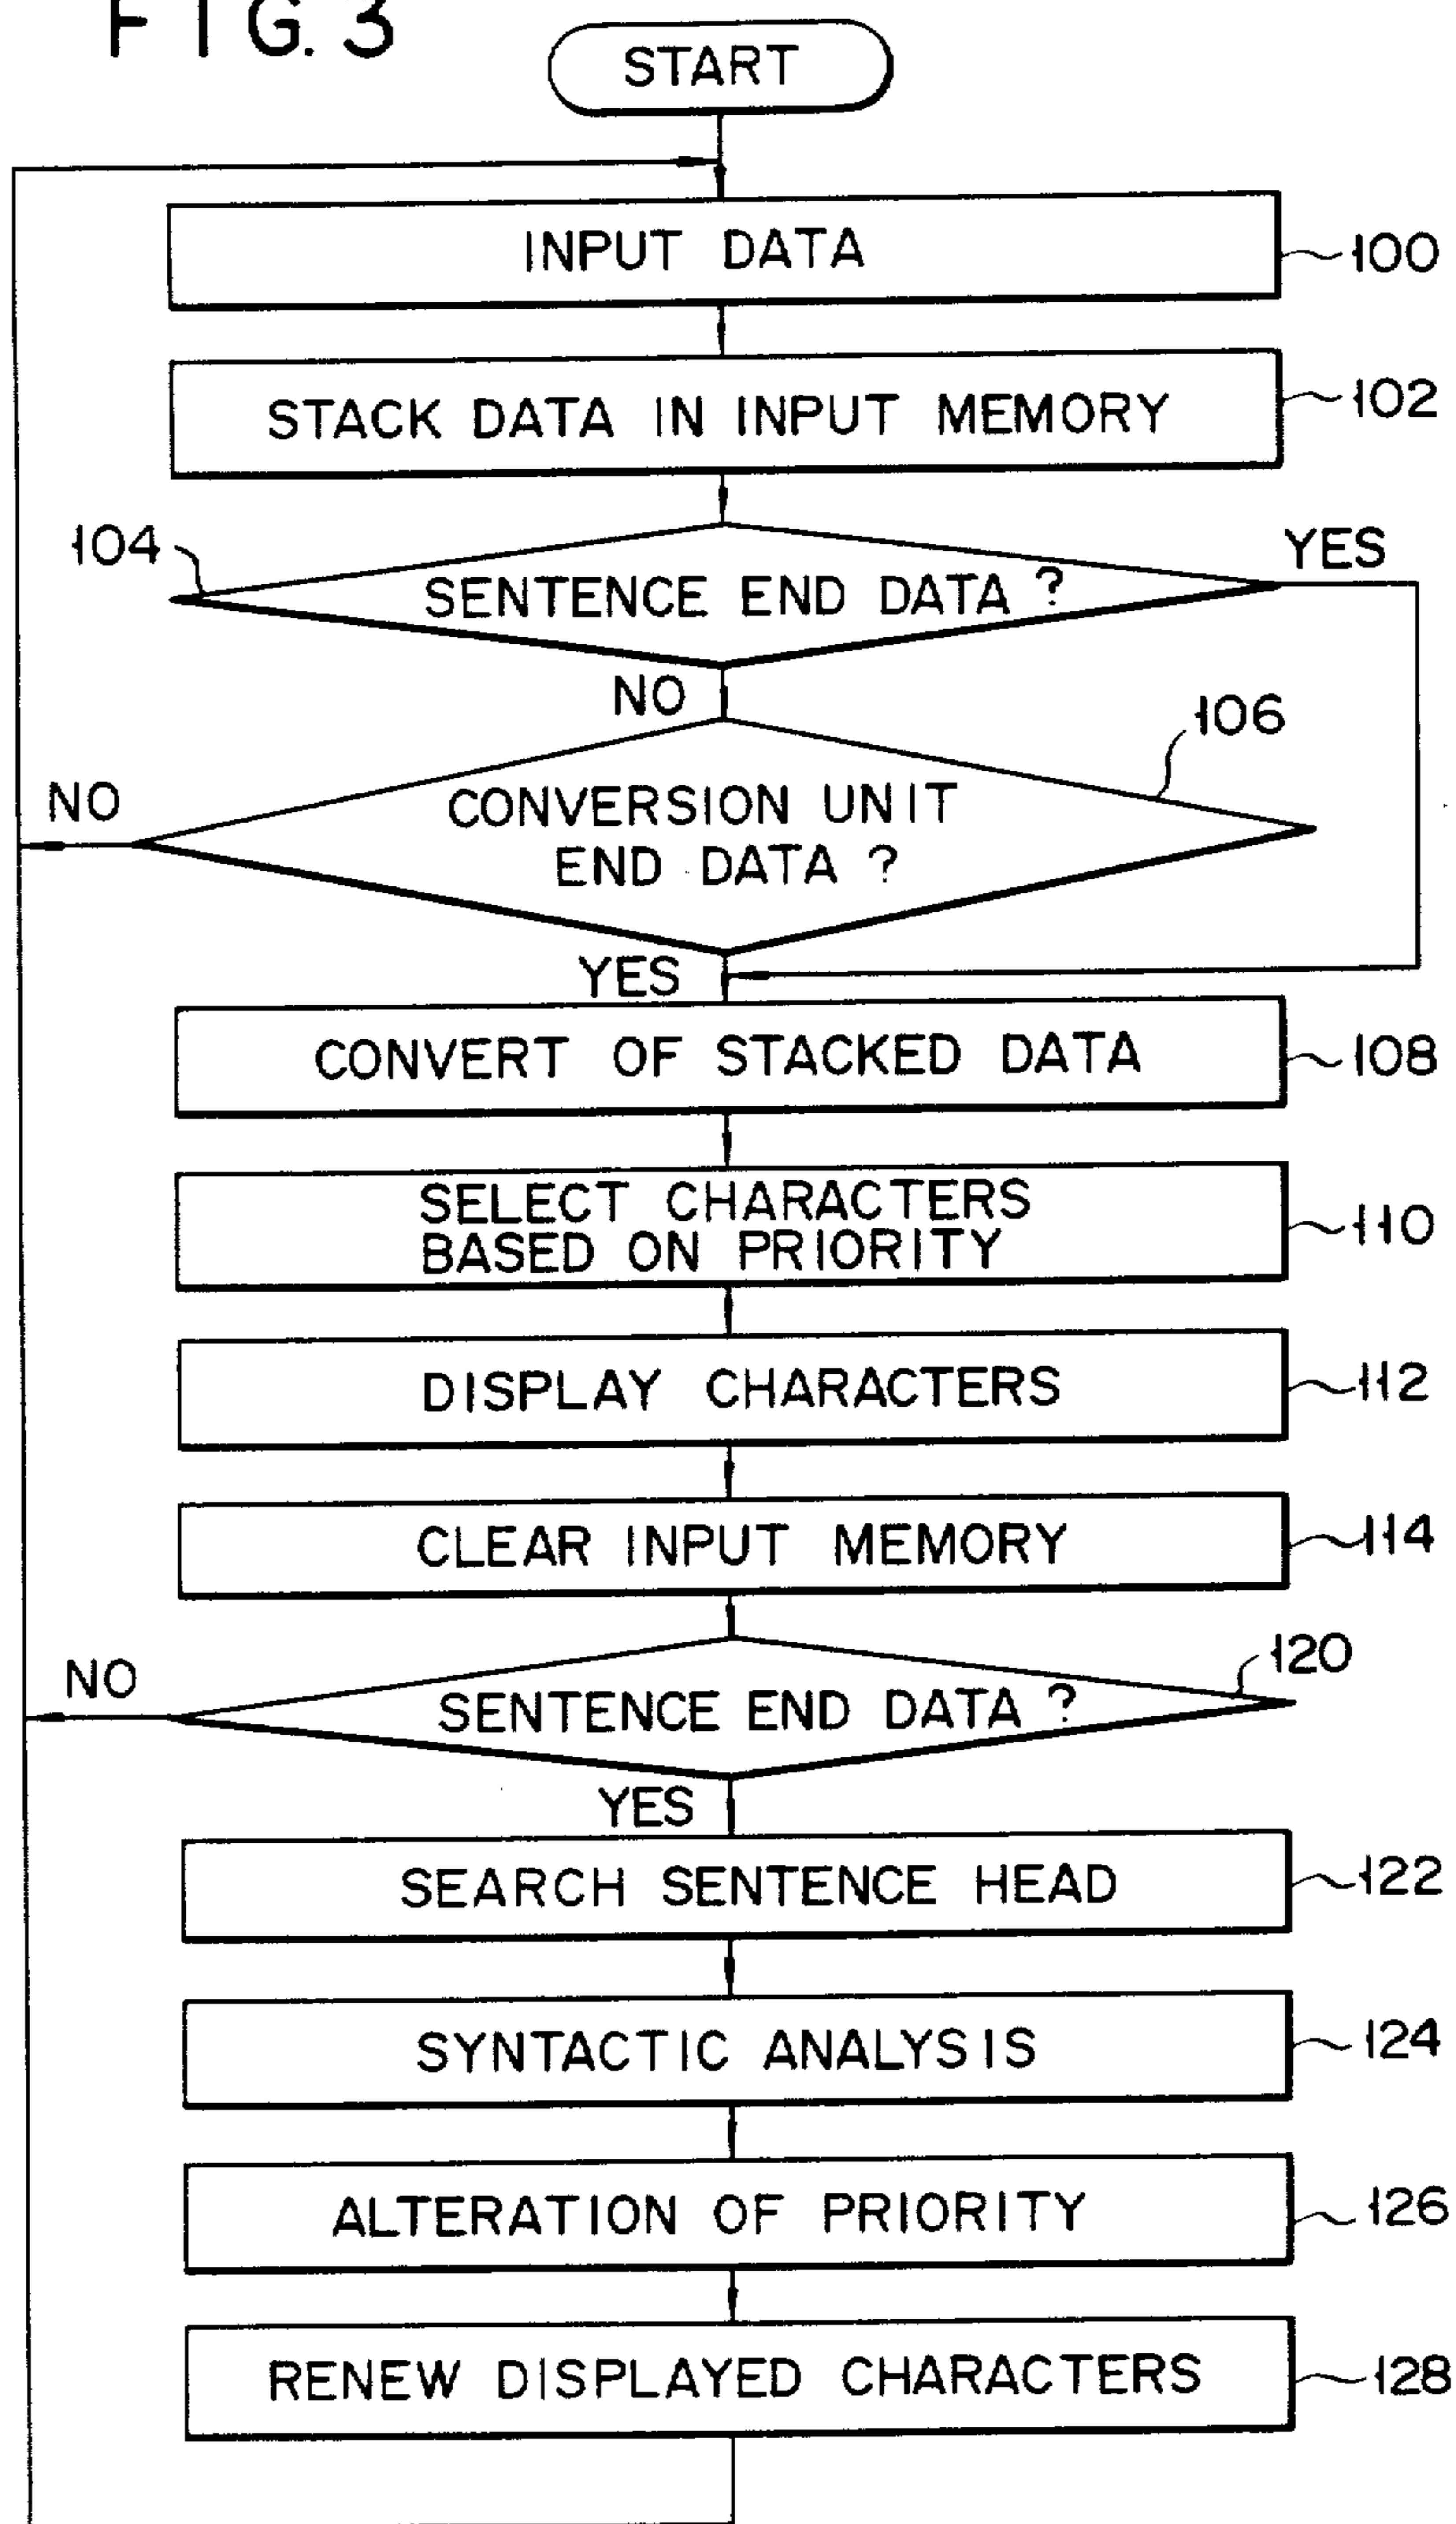 FIG. 3
START
INPUT DATA
100
STACK DATA IN INPUT MEMORY
102
104
SENTENCE END DATA ?
YES
NO
106
CONVERSION UNIT
END DATA ?
NO
YES
CONVERT OF STACKED DATA
108
SELECT CHARACTERS
BASED ON PRIORITY
110
DISPLAY CHARACTERS
112
CLEAR INPUT MEMORY
114
120
SENTENCE END DATA ?
NO
YES
SEARCH SENTENCE HEAD
122
SYNTACTIC ANALYSIS
124
ALTERATION OF PRIORITY
126
RENEW DISPLAYED CHARACTERS
128